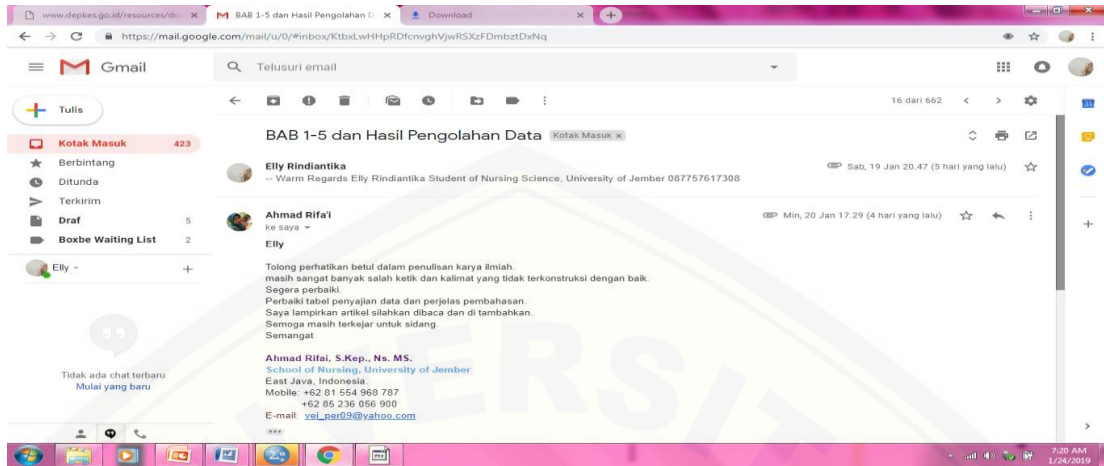 www.depkes.go.id/resources/do
BAB 1-5 dan Hasil Pengolahan D
Download
https://mail.google.com/mail/u/0/#inbox/KtbxLwHHpRDfcnvghVjwRSXzFDmbztDxNq
Gmail
Telusuri email
Tulis
16 dari 662
Kotak Masuk 423
Berbintang
Ditunda
Terkirim
Draf 5
Boxbe Waiting List 2
Elly
Tidak ada chat terbaru
Mulai yang baru
BAB 1-5 dan Hasil Pengolahan Data Kotak Masuk x
Elly Rindiantika Sab, 19 Jan 20.47 (5 hari yang lalu)
-- Warm Regards Elly Rindiantika Student of Nursing Science, University of Jember 087757617308
Ahmad Rifa'i Min, 20 Jan 17.29 (4 hari yang lalu)
ke saya
Elly
Tolong perhatikan betul dalam penulisan karya ilmiah.
masih sangat banyak salah ketik dan kalimat yang tidak terkonstruksi dengan baik.
Segera perbaiki.
Perbaiki tabel penyajian data dan perjelas pembahasan.
Saya lampirkan artikel silahkan dibaca dan di tambahkan.
Semoga masih terkejar untuk sidang.
Semangat
Ahmad Rifai, S.Kep., Ns. MS.
School of Nursing, University of Jember
East Java, Indonesia.
Mobile: +62 81 554 968 787
+62 85 236 056 900
E-mail: vei_per09@yahoo.com
7:20 AM
1/24/2019